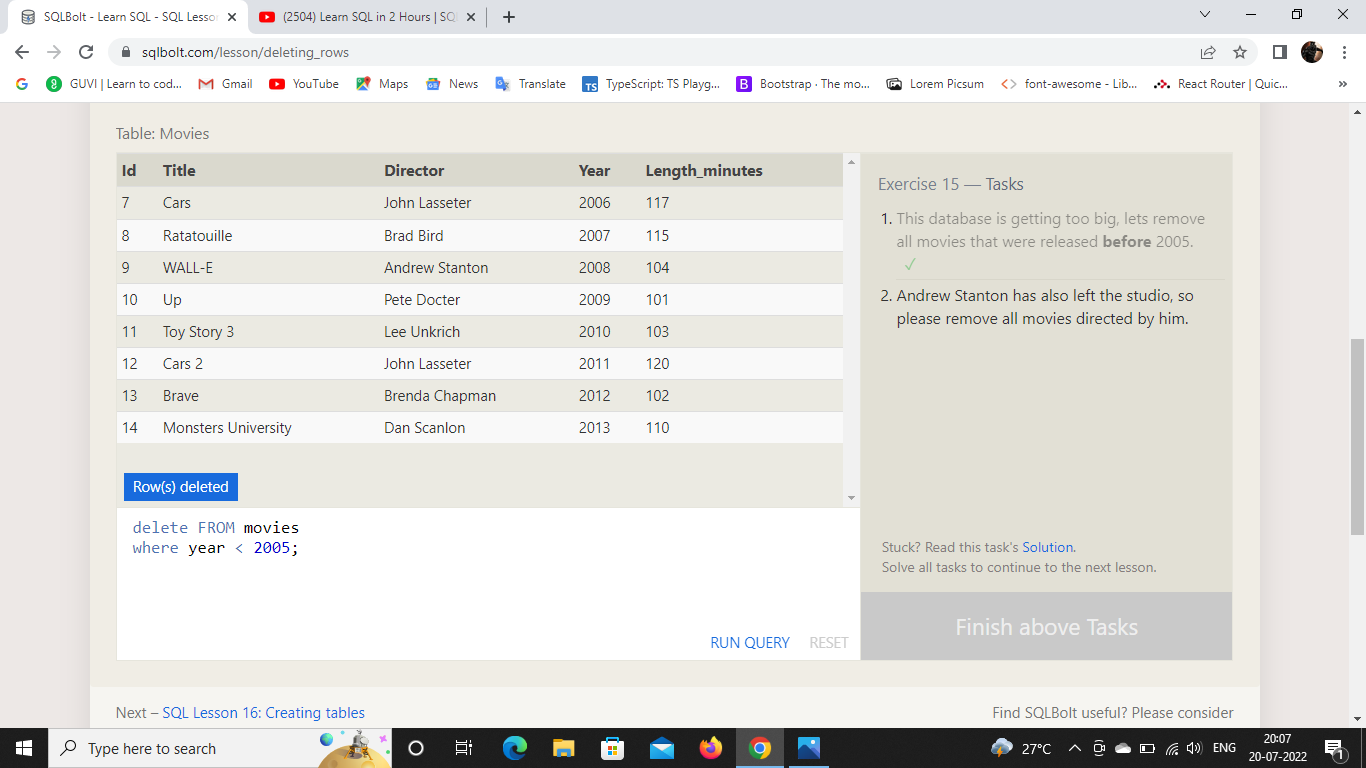 SQLBolt - Learn SQL - SQL Lesson
(2504) Learn SQL in 2 Hours | SQ
sqlbolt.com/lesson/deleting_rows
GUVI | Learn to cod... Gmail YouTube Maps News Translate TypeScript: TS Playg... Bootstrap · The mo... Lorem Picsum font-awesome - Lib... React Router | Quic... »
Table: Movies
Id Title Director Year Length_minutes
7 Cars John Lasseter 2006 117
8 Ratatouille Brad Bird 2007 115
9 WALL-E Andrew Stanton 2008 104
10 Up Pete Docter 2009 101
11 Toy Story 3 Lee Unkrich 2010 103
12 Cars 2 John Lasseter 2011 120
13 Brave Brenda Chapman 2012 102
14 Monsters University Dan Scanlon 2013 110
Row(s) deleted
delete FROM movies
where year < 2005;
RUN QUERY RESET
Exercise 15 — Tasks
1. This database is getting too big, lets remove
all movies that were released before 2005.
✓
2. Andrew Stanton has also left the studio, so
please remove all movies directed by him.
Stuck? Read this task's Solution.
Solve all tasks to continue to the next lesson.
Finish above Tasks
Next – SQL Lesson 16: Creating tables
Find SQLBolt useful? Please consider
Type here to search
27°C
ENG
20:07
20-07-2022
1